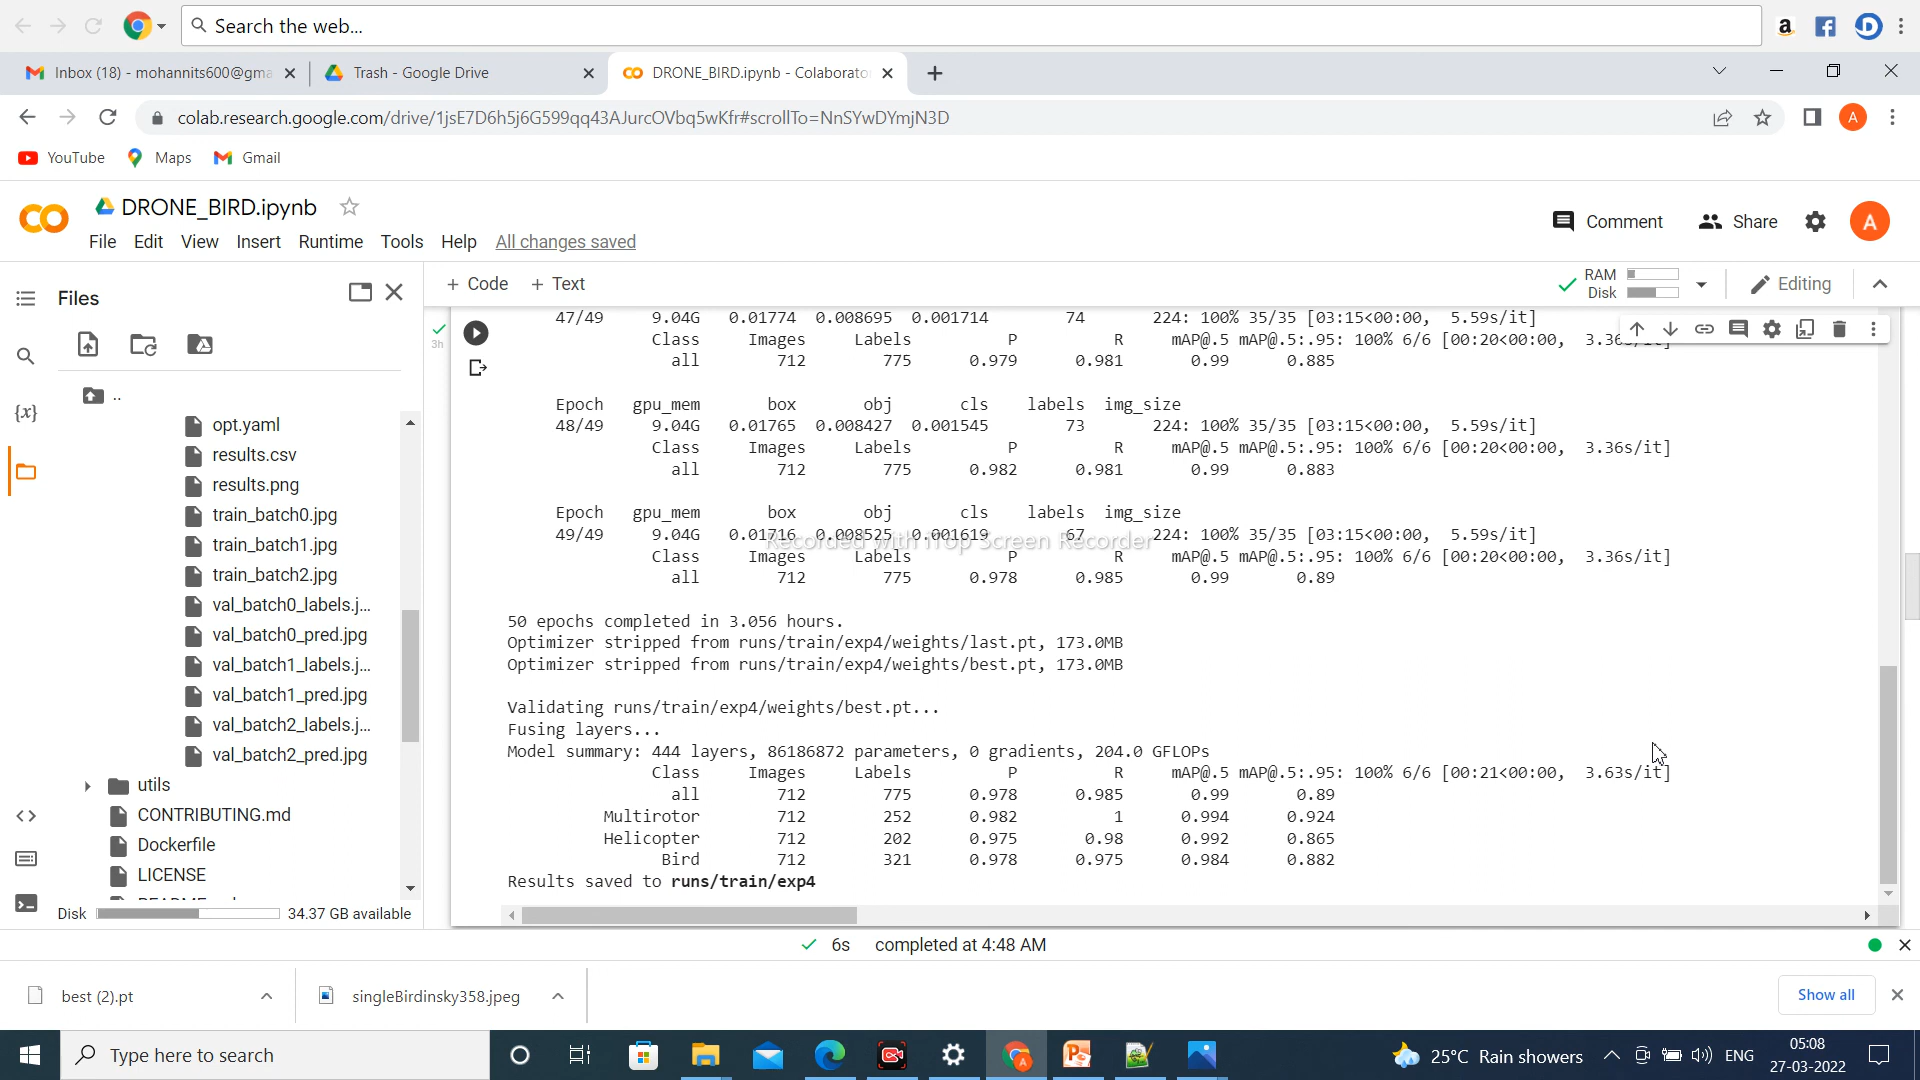 Search the web...
Inbox (18) - mohannits600@gma
Trash - Google Drive
DRONE_BIRD.ipynb - Colaborato
colab.research.google.com/drive/1jsE7D6h5j6G599qq43AJurcOVbq5wKfr#scrollTo=NnSYwDYmjN3D
A
YouTube Maps Gmail
DRONE_BIRD.ipynb
Comment Share A
File Edit View Insert Runtime Tools Help All changes saved
Files
+ Code + Text
RAM
Disk
Editing
..
opt.yaml
results.csv
results.png
train_batch0.jpg
train_batch1.jpg
train_batch2.jpg
val_batch0_labels.j...
val_batch0_pred.jpg
val_batch1_labels.j...
val_batch1_pred.jpg
val_batch2_labels.j...
val_batch2_pred.jpg
utils
CONTRIBUTING.md
Dockerfile
LICENSE
Disk 34.37 GB available
3h
47/49 9.04G 0.01774 0.008695 0.001714 74 224: 100% 35/35 [03:15<00:00, 5.59s/it]
Class Images Labels P R mAP@.5 mAP@.5:.95: 100% 6/6 [00:20<00:00, 3.36s/it]
all 712 775 0.979 0.981 0.99 0.885
Epoch gpu_mem box obj cls labels img_size
48/49 9.04G 0.01765 0.008427 0.001545 73 224: 100% 35/35 [03:15<00:00, 5.59s/it]
Class Images Labels P R mAP@.5 mAP@.5:.95: 100% 6/6 [00:20<00:00, 3.36s/it]
all 712 775 0.982 0.981 0.99 0.883
Epoch gpu_mem box obj cls labels img_size
49/49 9.04G 0.01716 0.008525 0.001619 67 224: 100% 35/35 [03:15<00:00, 5.59s/it]
Recorded with iTop Screen Recorder
Class Images Labels P R mAP@.5 mAP@.5:.95: 100% 6/6 [00:20<00:00, 3.36s/it]
all 712 775 0.978 0.985 0.99 0.89
50 epochs completed in 3.056 hours.
Optimizer stripped from runs/train/exp4/weights/last.pt, 173.0MB
Optimizer stripped from runs/train/exp4/weights/best.pt, 173.0MB
Validating runs/train/exp4/weights/best.pt...
Fusing layers...
Model summary: 444 layers, 86186872 parameters, 0 gradients, 204.0 GFLOPs
Class Images Labels P R mAP@.5 mAP@.5:.95: 100% 6/6 [00:21<00:00, 3.63s/it]
all 712 775 0.978 0.985 0.99 0.89
Multirotor 712 252 0.982 1 0.994 0.924
Helicopter 712 202 0.975 0.98 0.992 0.865
Bird 712 321 0.978 0.975 0.984 0.882
Results saved to runs/train/exp4
6s completed at 4:48 AM
best (2).pt
singleBirdinsky358.jpeg
Show all
Type here to search
25°C Rain showers
ENG
05:08
27-03-2022